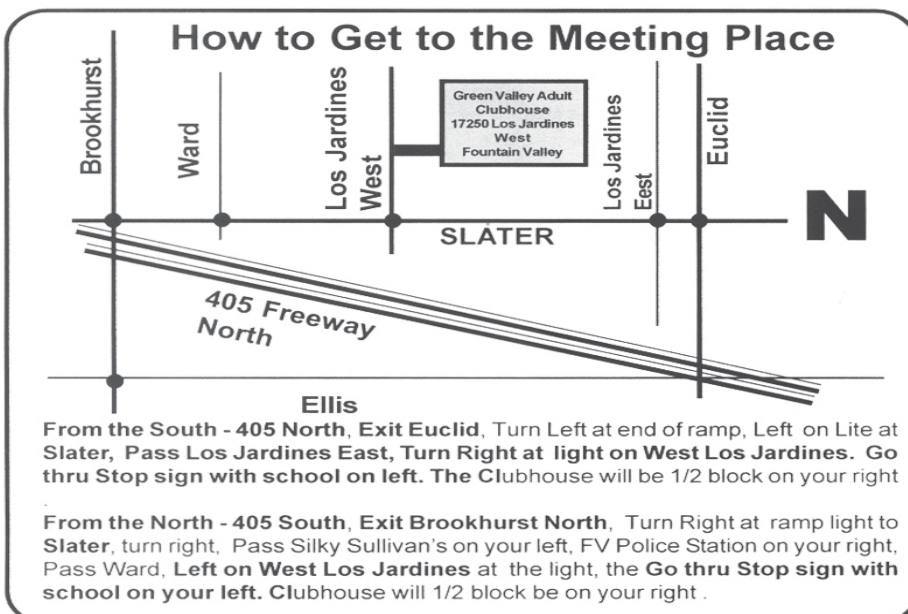 How to Get to the Meeting Place
Brookhurst
Ward
Los Jardines
West
Green Valley Adult
Clubhouse
17250 Los Jardines
West
Fountain Valley
Los Jardines
Eest
Euclid
N
SLATER
405 Freeway
North
Ellis
From the South - 405 North, Exit Euclid, Turn Left at end of ramp, Left on Lite at
Slater, Pass Los Jardines East, Turn Right at light on West Los Jardines. Go
thru Stop sign with school on left. The Clubhouse will be 1/2 block on your right
.
From the North - 405 South, Exit Brookhurst North, Turn Right at ramp light to
Slater, turn right, Pass Silky Sullivan's on your left, FV Police Station on your right,
Pass Ward, Left on West Los Jardines at the light, the Go thru Stop sign with
school on your left. Clubhouse will 1/2 block be on your right .